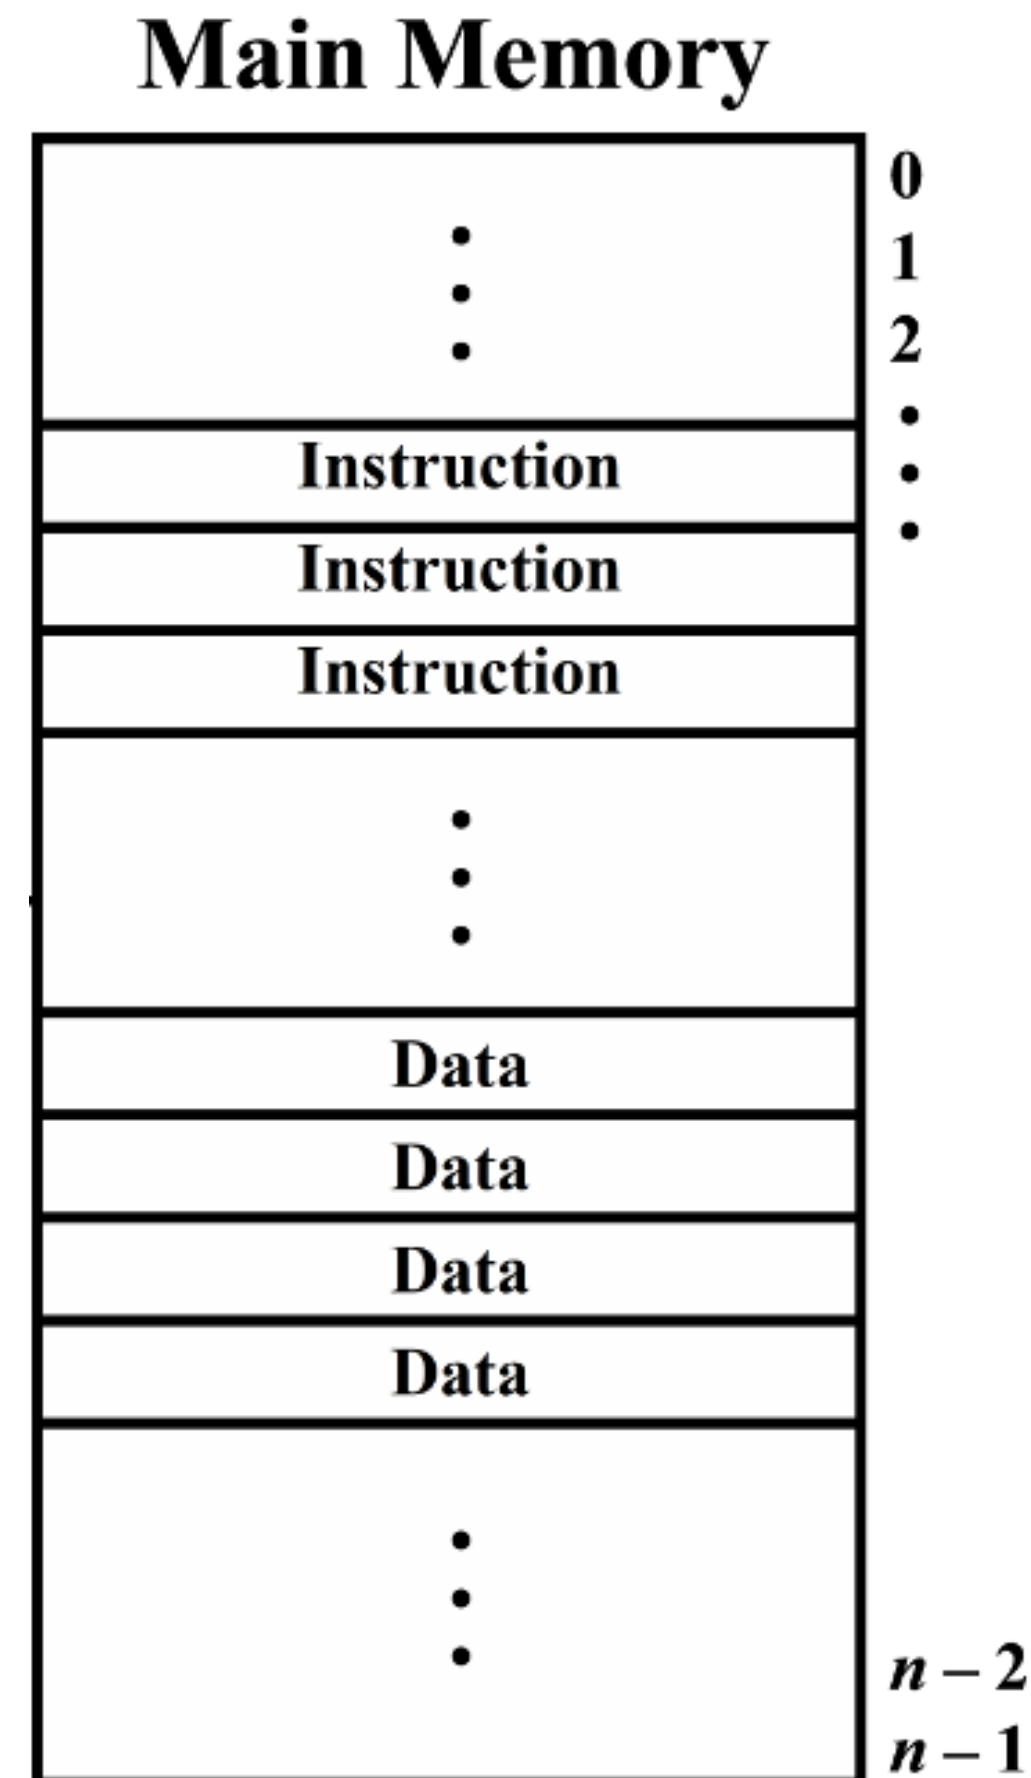 Main Memory
0
1
2
Instruction
Instruction
Instruction
Data
Data
Data
Data
n – 2
n – 1